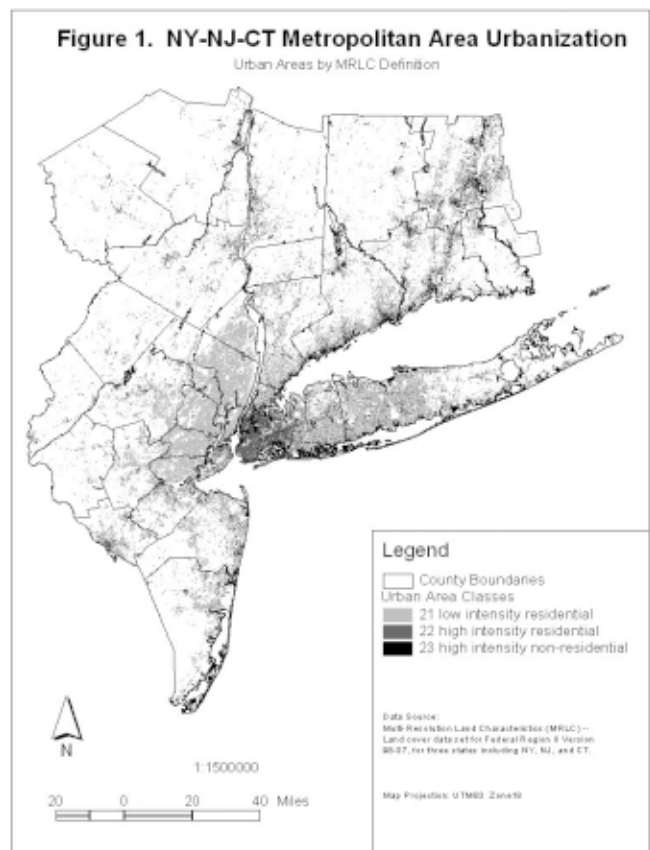 Figure 1. NY-NJ-CT Metropolitan Area Urbanization
Urban Areas by MRLC Definition
Legend
County Boundaries
Urban Area Classes
21 low intensity residential
22 high intensity residential
23 high intensity non-residential
Data Source:
Multi-Resolution Land Characteristics (MRLC) --
Land cover dataset for Federal Region II Version
for three states including NY, NJ, and CT.
Map Projection: UTM83 Zone18
N
1:1500000
20 0 20 40 Miles